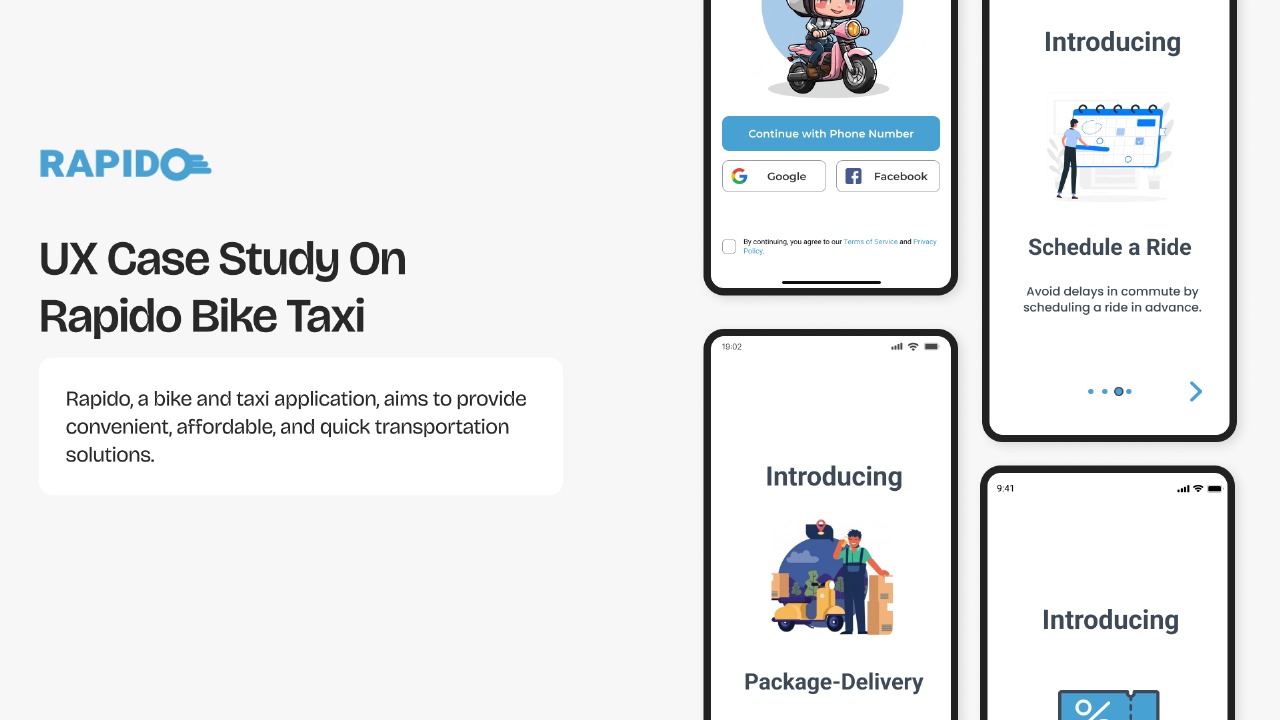 RAPIDO
UX Case Study On
Rapido Bike Taxi
Rapido, a bike and taxi application, aims to provide
convenient, affordable, and quick transportation
solutions.
Continue with Phone Number
Google
Facebook
By continuing, you agree to our Terms of Service and Privacy
Policy.
19:02
Introducing
Package-Delivery
Introducing
Schedule a Ride
Avoid delays in commute by
scheduling a ride in advance.
9:41
Introducing
%